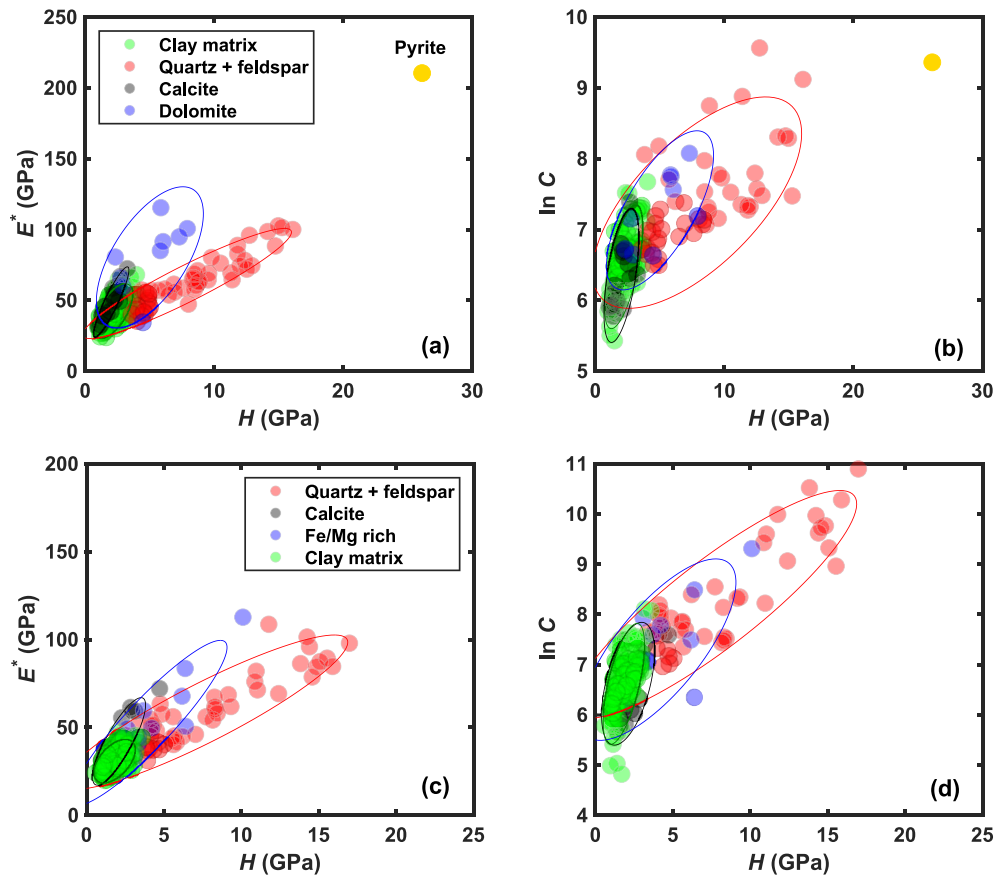 250
200
150
100
50
0
E* (GPa)
Clay matrix
Quartz + feldspar
Calcite
Dolomite
Pyrite
(a)
0
10
20
30
H (GPa)
10
9
8
7
6
5
ln C
(b)
0
10
20
30
H (GPa)
200
150
100
50
0
E* (GPa)
Quartz + feldspar
Calcite
Fe/Mg rich
Clay matrix
(c)
0
5
10
15
20
25
H (GPa)
11
10
9
8
7
6
5
4
ln C
(d)
0
5
10
15
20
25
H (GPa)